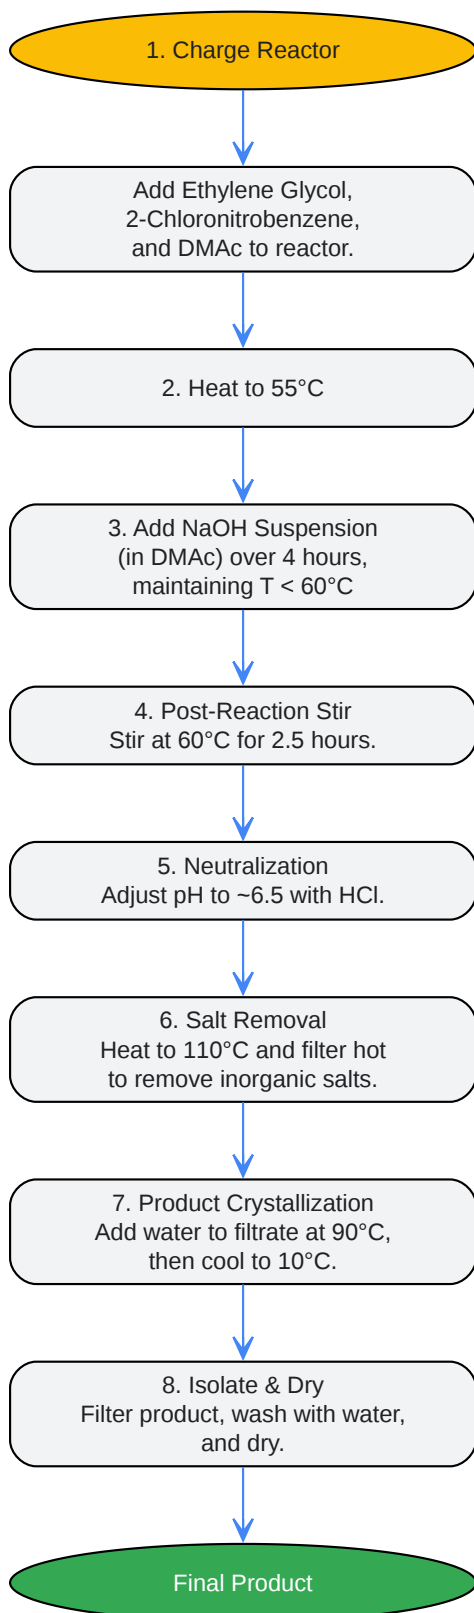 1. Charge Reactor
Add Ethylene Glycol,
2-Chloronitrobenzene,
and DMAc to reactor.
2. Heat to 55°C
3. Add NaOH Suspension
(in DMAc) over 4 hours,
maintaining T < 60°C
4. Post-Reaction Stir
Stir at 60°C for 2.5 hours.
5. Neutralization
Adjust pH to ~6.5 with HCl.
6. Salt Removal
Heat to 110°C and filter hot
to remove inorganic salts.
7. Product Crystallization
Add water to filtrate at 90°C,
then cool to 10°C.
8. Isolate & Dry
Filter product, wash with water,
and dry.
Final Product